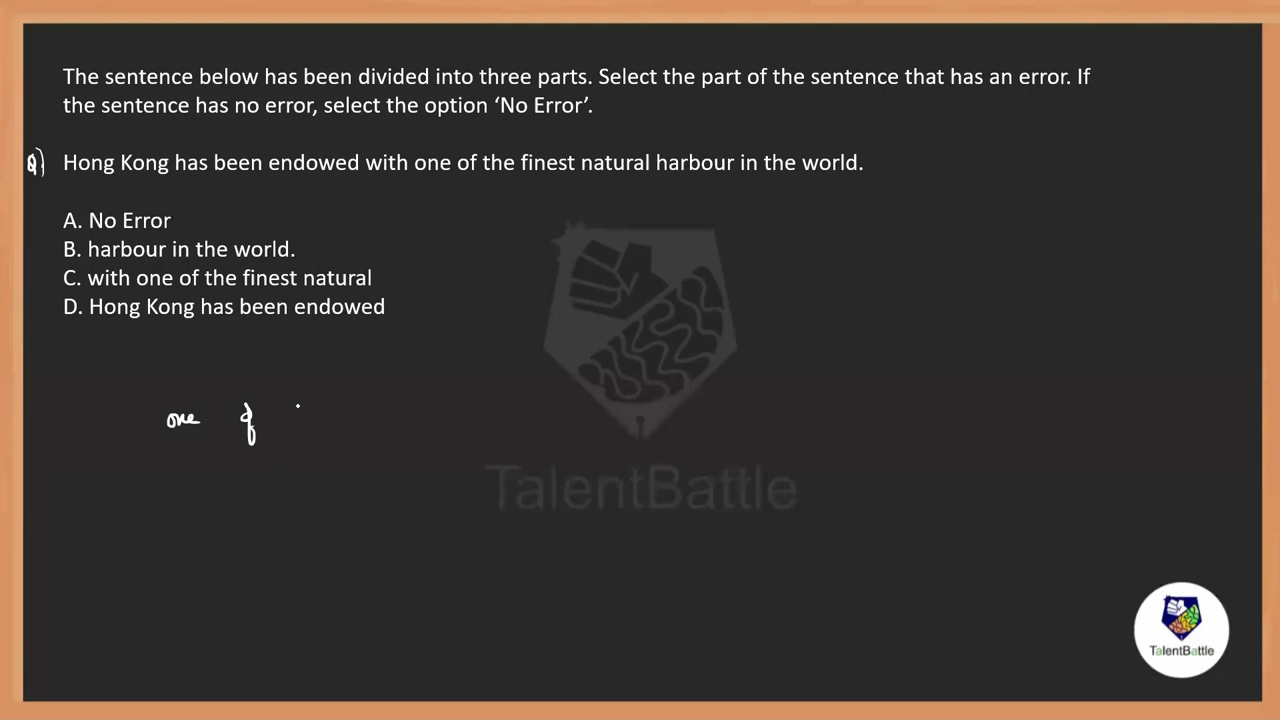 The sentence below has been divided into three parts. Select the part of the sentence that has an error. If
the sentence has no error, select the option ‘No Error’.
Q) Hong Kong has been endowed with one of the finest natural harbour in the world.
A. No Error
B. harbour in the world.
C. with one of the finest natural
D. Hong Kong has been endowed
one of
TalentBattle
TalentBattle